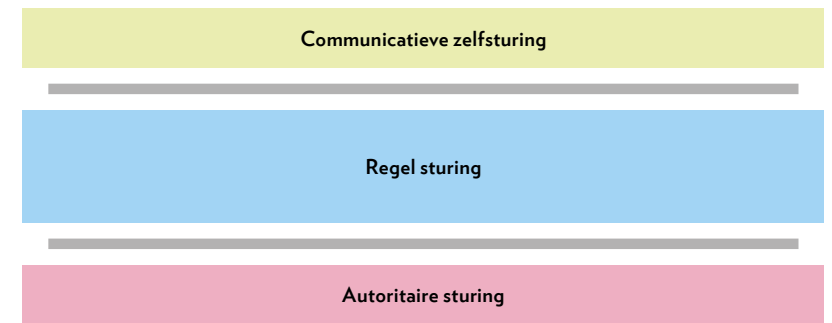 Communicatieve zelfsturing
Regel sturing
Autoritaire sturing